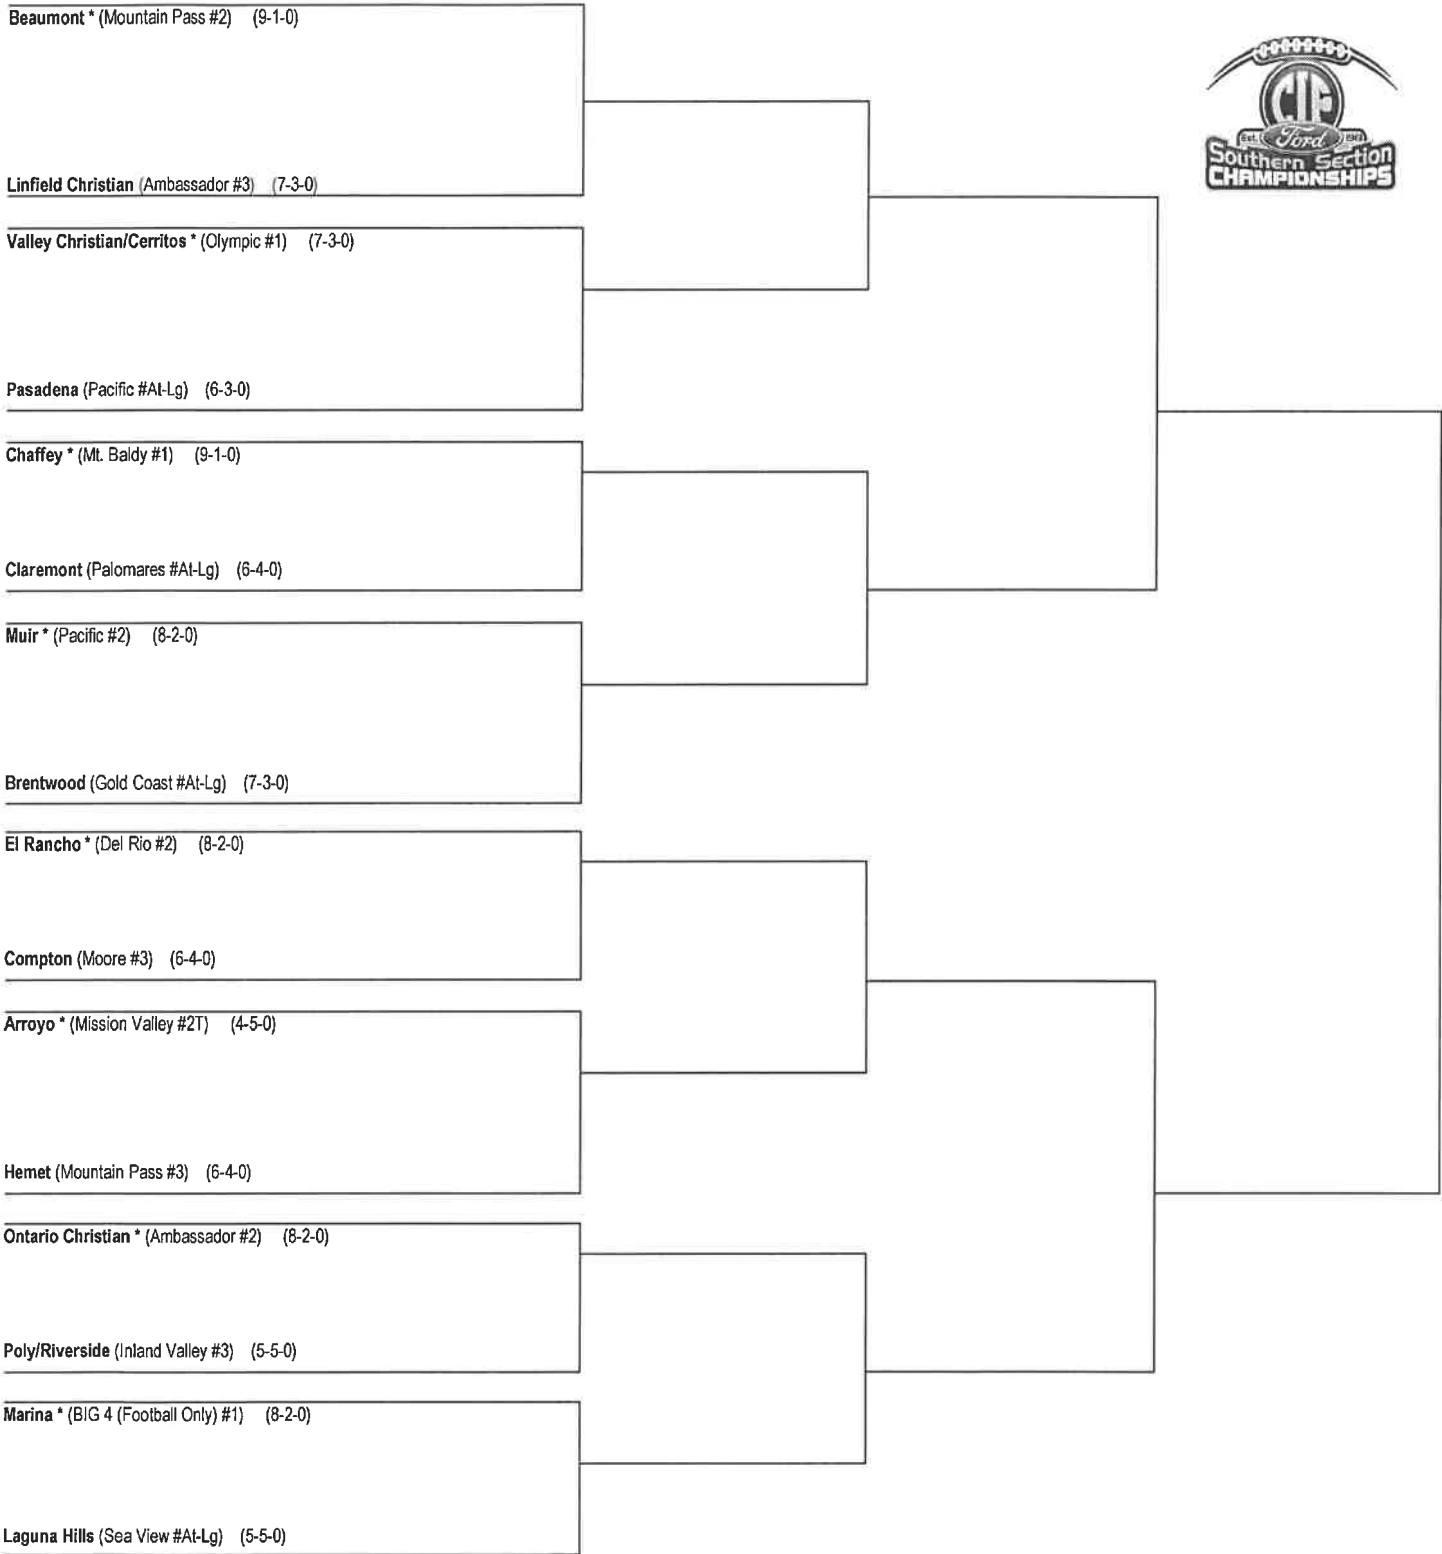 Beaumont * (Mountain Pass #2) (9-1-0)
CIF
Est. Ford 1913
Southern Section
CHAMPIONSHIPS
Linfield Christian (Ambassador #3) (7-3-0)
Valley Christian/Cerritos * (Olympic #1) (7-3-0)
Pasadena (Pacific #At-Lg) (6-3-0)
Chaffey * (Mt. Baldy #1) (9-1-0)
Claremont (Palomares #At-Lg) (6-4-0)
Muir * (Pacific #2) (8-2-0)
Brentwood (Gold Coast #At-Lg) (7-3-0)
El Rancho * (Del Rio #2) (8-2-0)
Compton (Moore #3) (6-4-0)
Arroyo * (Mission Valley #2T) (4-5-0)
Hemet (Mountain Pass #3) (6-4-0)
Ontario Christian * (Ambassador #2) (8-2-0)
Poly/Riverside (Inland Valley #3) (5-5-0)
Marina * (BIG 4 (Football Only) #1) (8-2-0)
Laguna Hills (Sea View #At-Lg) (5-5-0)